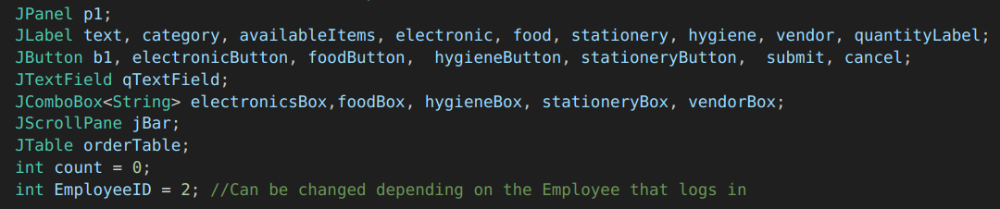 JPanel p1;
JLabel text, category, availableItems, electronic, food, stationery, hygiene, vendor, quantityLabel;
JButton b1, electronicButton, foodButton,  hygieneButton, stationeryButton,  submit, cancel;
JTextField qTextField;
JComboBox<String> electronicsBox,foodBox, hygieneBox, stationeryBox, vendorBox;
JScrollPane jBar;
JTable orderTable;
int count = 0;
int EmployeeID = 2; //Can be changed depending on the Employee that logs in